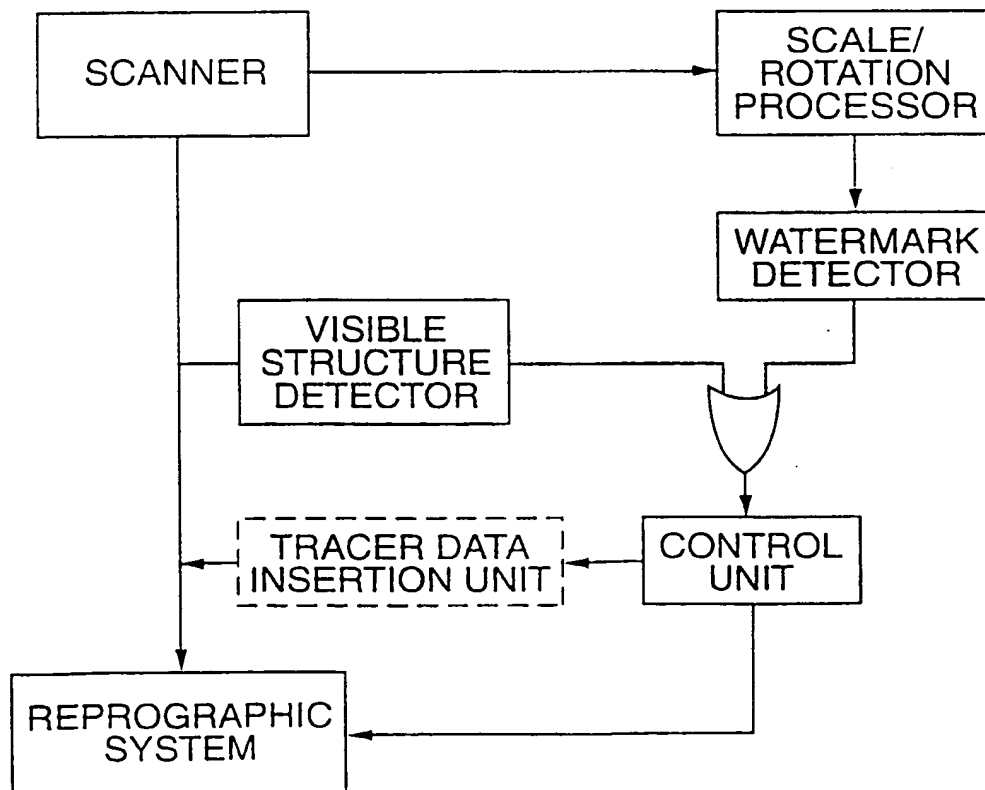 SCANNER
SCALE/
ROTATION
PROCESSOR
WATERMARK
DETECTOR
VISIBLE
STRUCTURE
DETECTOR
TRACER DATA
INSERTION UNIT
CONTROL
UNIT
REPROGRAPHIC
SYSTEM